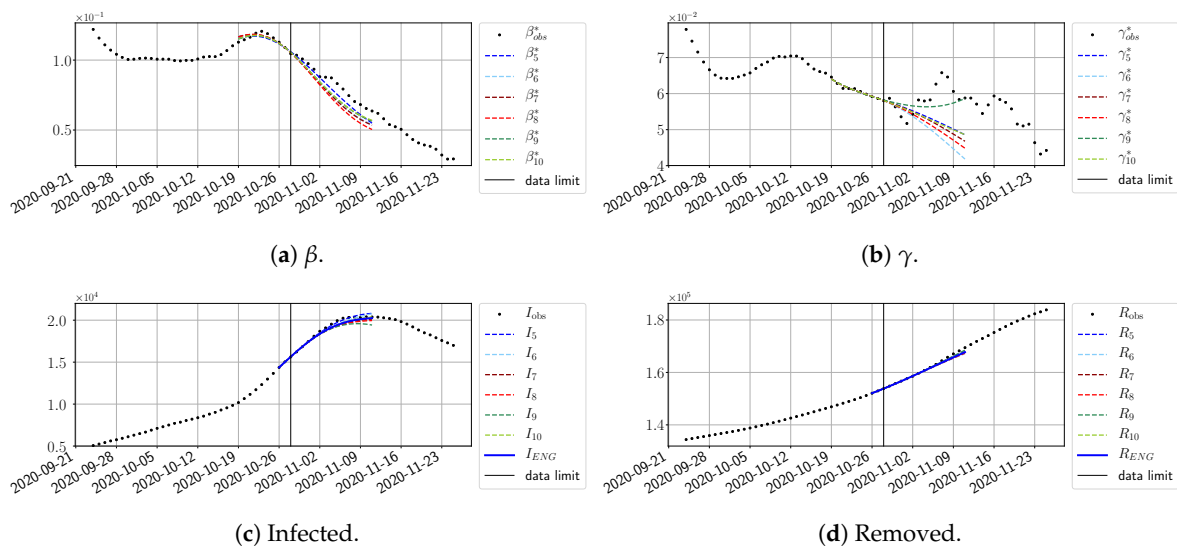 ×10⁻¹
1.0
0.5
2020-09-21
2020-09-28
2020-10-05
2020-10-12
2020-10-19
2020-10-26
2020-11-02
2020-11-09
2020-11-16
2020-11-23
β*obs
β*5
β*6
β*7
β*8
β*9
β*10
data limit
(a) β.
×10⁻²
7
6
5
4
2020-09-21
2020-09-28
2020-10-05
2020-10-12
2020-10-19
2020-10-26
2020-11-02
2020-11-09
2020-11-16
2020-11-23
γ*obs
γ*5
γ*6
γ*7
γ*8
γ*9
γ*10
data limit
(b) γ.
×10⁴
2.0
1.5
1.0
0.5
2020-09-21
2020-09-28
2020-10-05
2020-10-12
2020-10-19
2020-10-26
2020-11-02
2020-11-09
2020-11-16
2020-11-23
Iobs
I5
I6
I7
I8
I9
I10
IENG
data limit
(c) Infected.
×10⁵
1.8
1.6
1.4
2020-09-21
2020-09-28
2020-10-05
2020-10-12
2020-10-19
2020-10-26
2020-11-02
2020-11-09
2020-11-16
2020-11-23
Robs
R5
R6
R7
R8
R9
R10
RENG
data limit
(d) Removed.